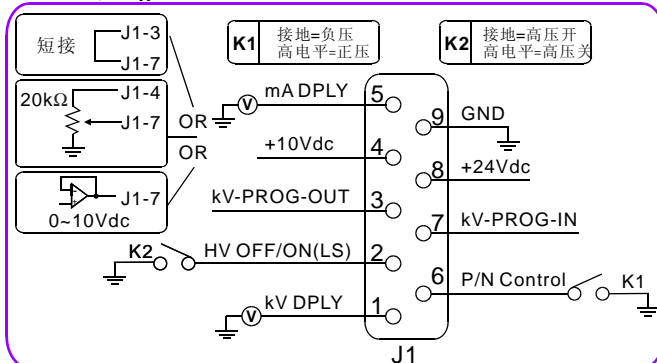 短接
J1-3
J1-7
20kΩ
J1-4
J1-7
OR
OR
J1-7
0~10Vdc
K1
接地=负压
高电平=正压
K2
接地=高压开
高电平=高压关
V
mA DPLY
5
+10Vdc
4
kV-PROG-OUT
3
K2
HV OFF/ON(LS)
2
V
kV DPLY
1
9
GND
8
+24Vdc
7
kV-PROG-IN
6
P/N Control
K1
J1